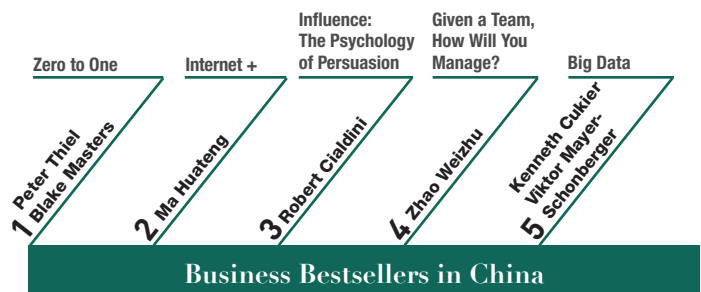 Zero to One
Peter Thiel
Blake Masters
1
Internet +
Ma Huateng
2
Influence:
The Psychology
of Persuasion
Robert Cialdini
3
Given a Team,
How Will You
Manage?
Zhao Weizhu
4
Big Data
Kenneth Cukier
Viktor Mayer-
Schonberger
5
Business Bestsellers in China